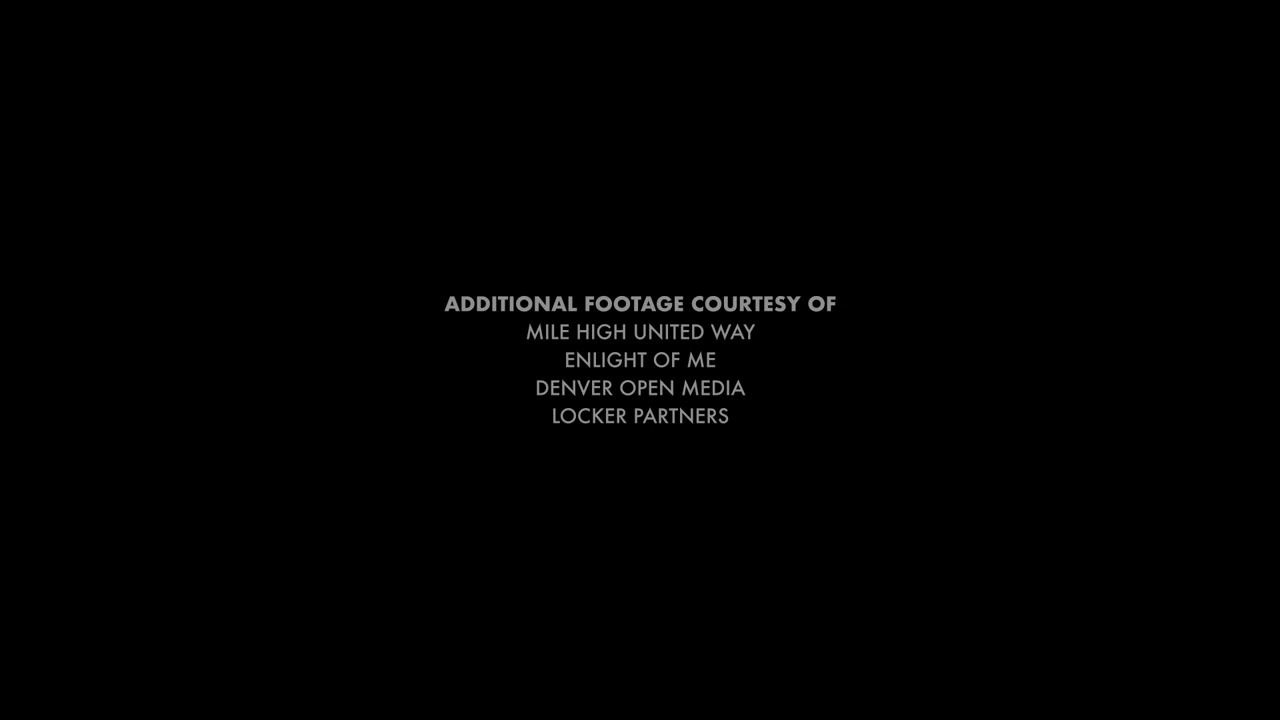 ADDITIONAL FOOTAGE COURTESY OF
MILE HIGH UNITED WAY
ENLIGHT OF ME
DENVER OPEN MEDIA
LOCKER PARTNERS